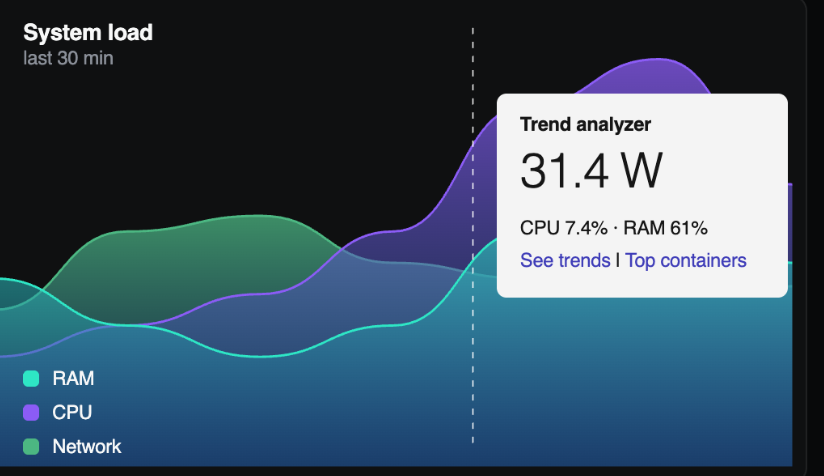 System load
last 30 min
Trend analyzer
31.4 W
CPU 7.4% · RAM 61%
See trends | Top containers
RAM
CPU
Network